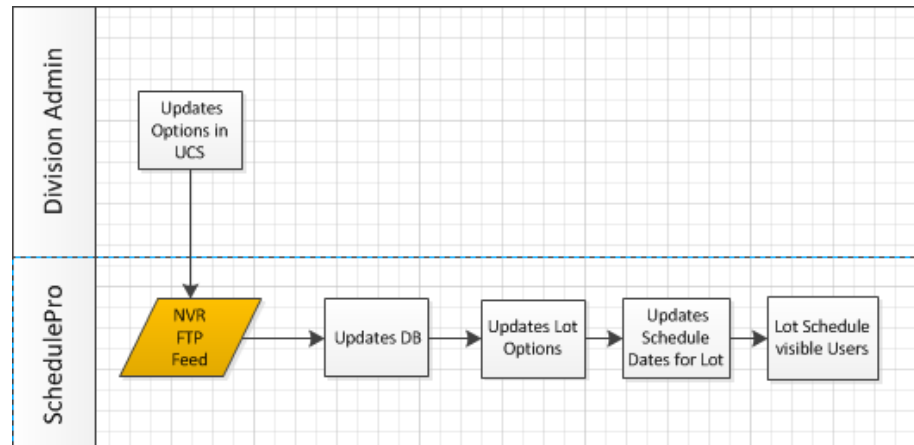 Division Admin
Updates
Options in
UCS
SchedulePro
NVR
FTP
Feed
Updates DB
Updates Lot
Options
Updates
Schedule
Dates for Lot
Lot Schedule
visible Users